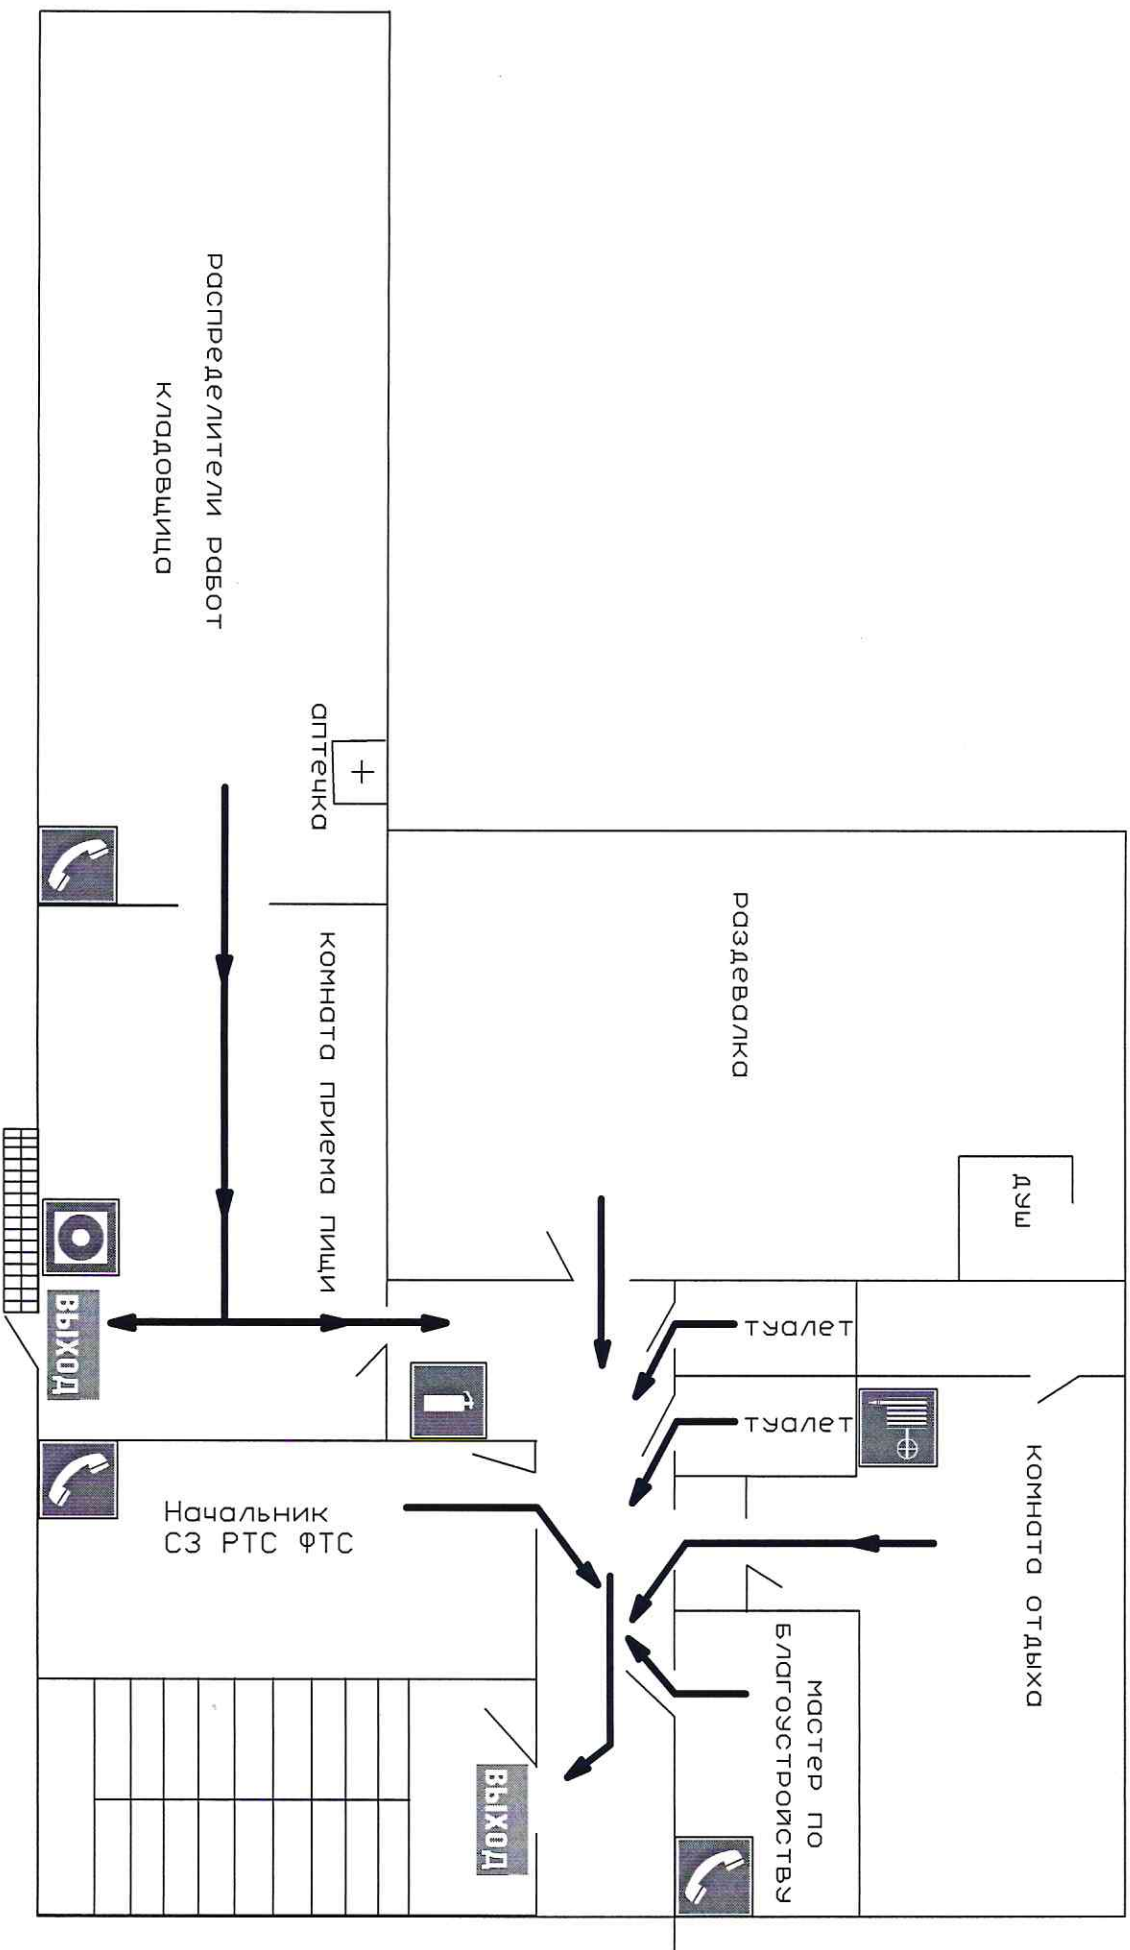 распределители работ
кладовщица
аптечка
комната приема пищи
раздевалка
душ
туалет
туалет
комната отдыха
мастер по
благоустройству
Начальник
СЗ РТС ФТС
ВЫХОД
ВЫХОД